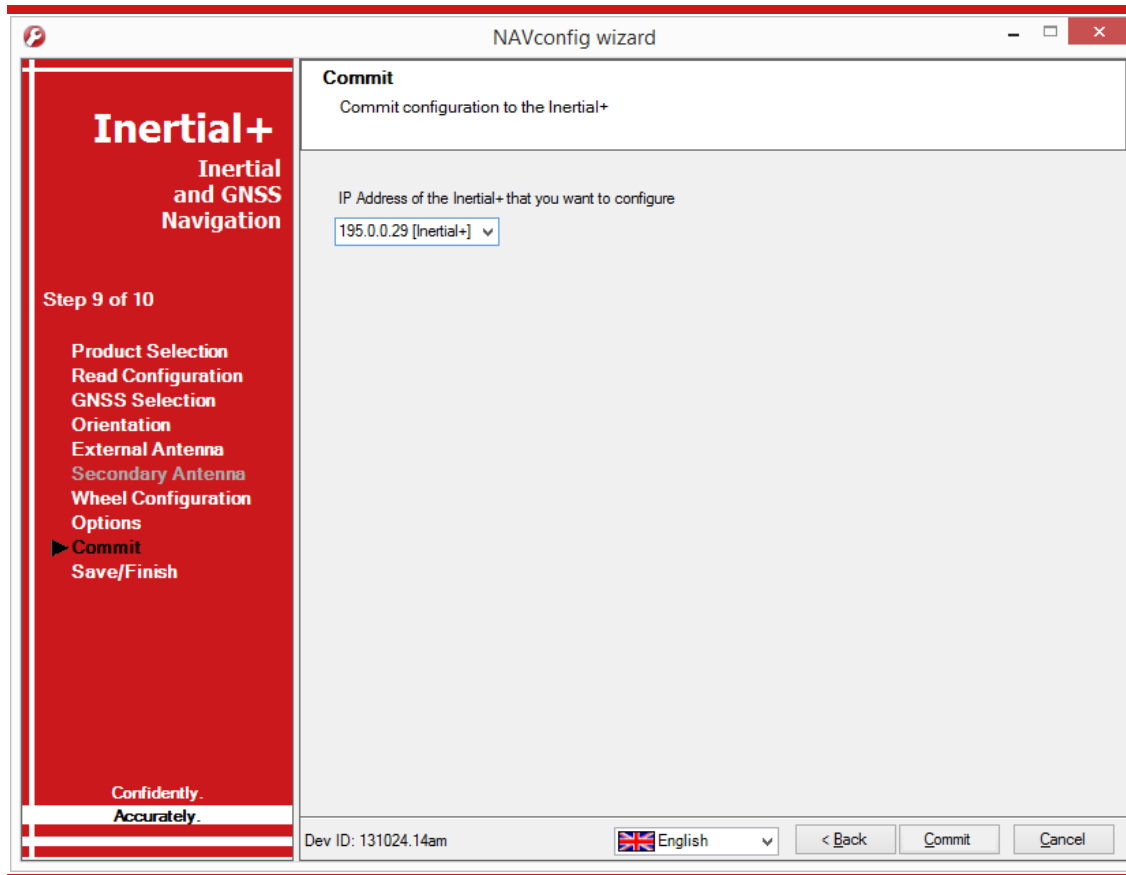 NAVconfig wizard
Inertial+
Inertial
and GNSS
Navigation
Step 9 of 10
Product Selection
Read Configuration
GNSS Selection
Orientation
External Antenna
Secondary Antenna
Wheel Configuration
Options
Commit
Save/Finish
Confidently.
Accurately.
Commit
Commit configuration to the Inertial+
IP Address of the Inertial+ that you want to configure
195.0.0.29 [Inertial+]
Dev ID: 131024.14am
English
< Back
Commit
Cancel